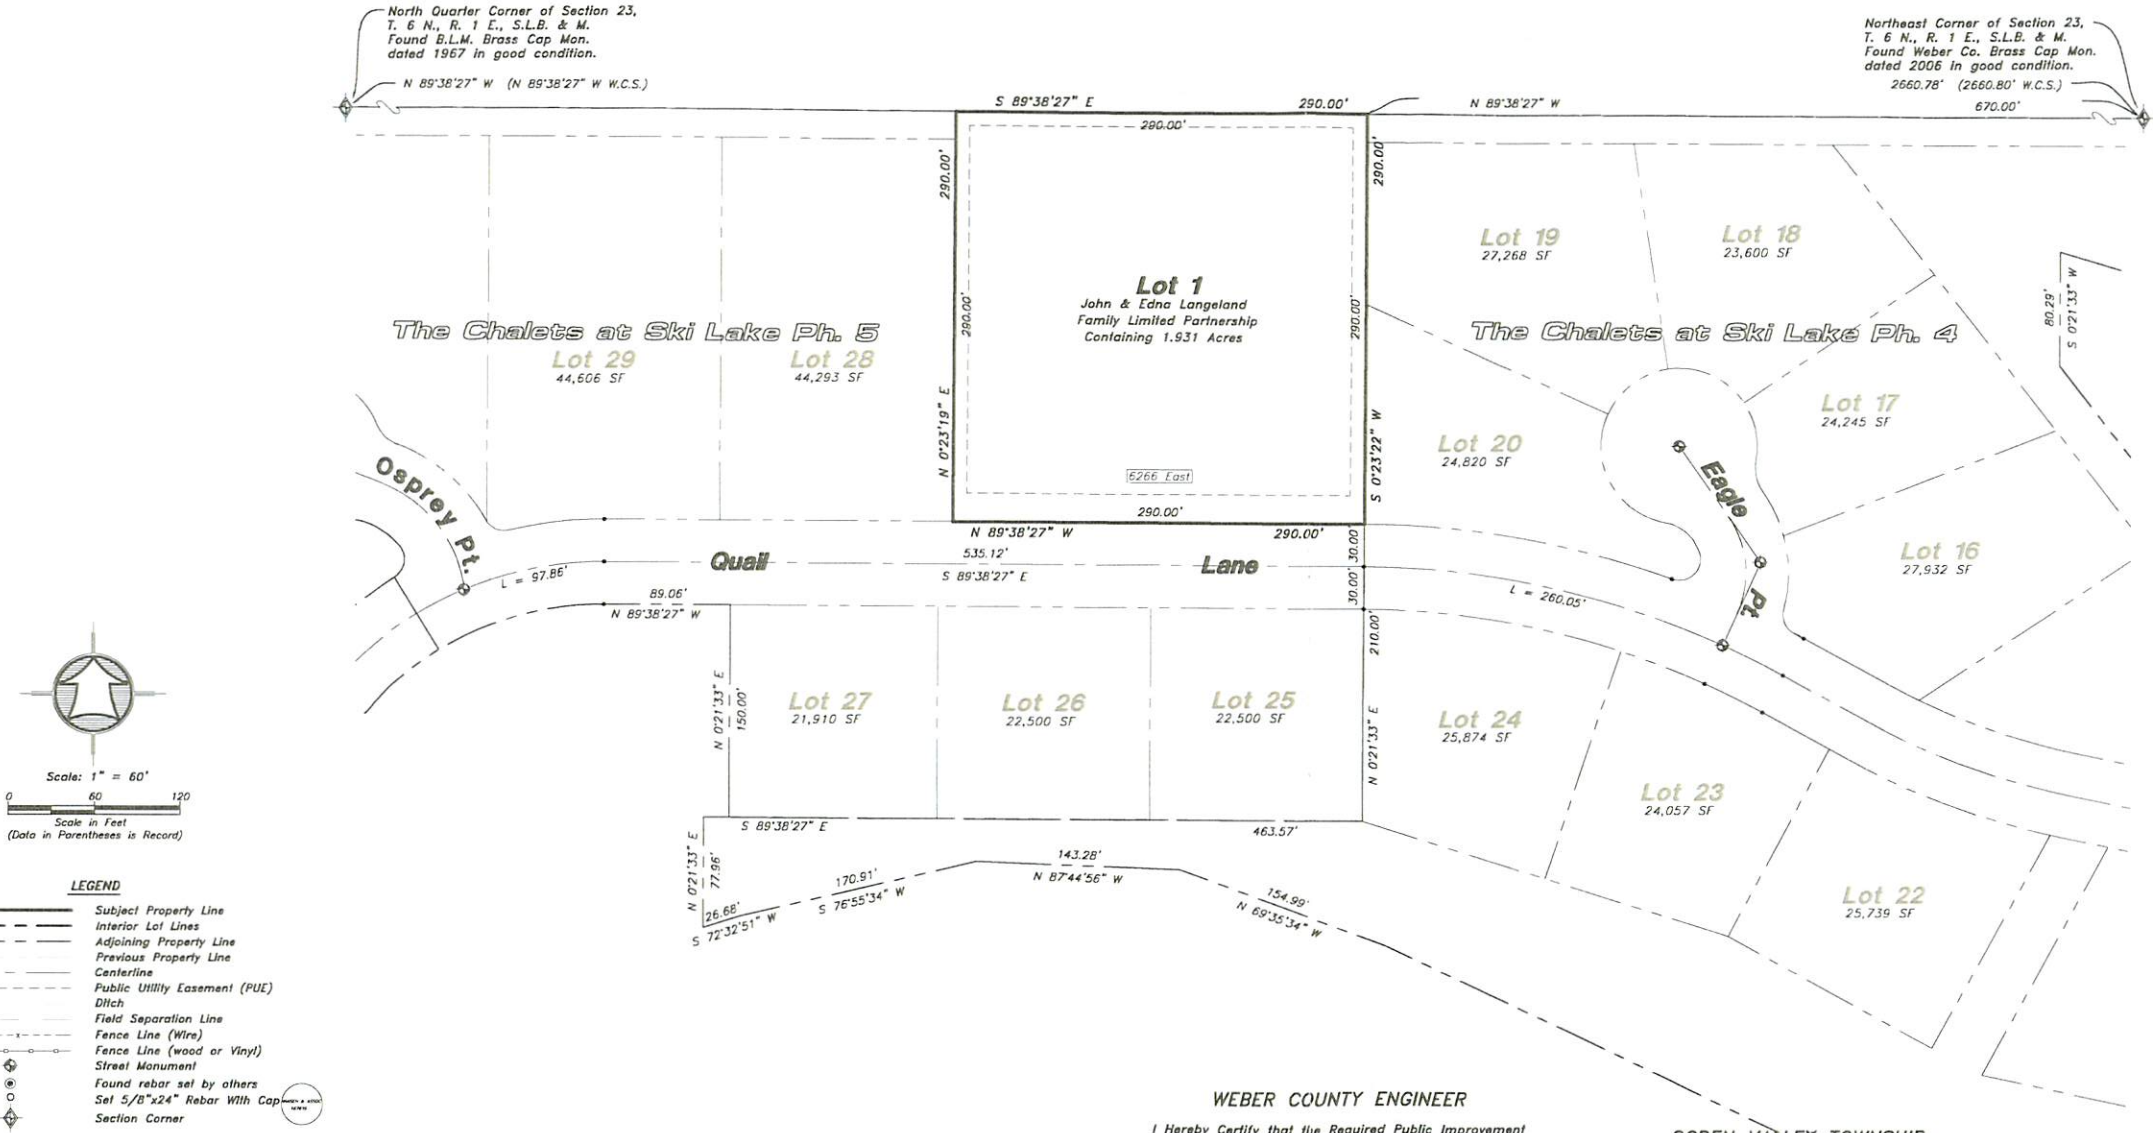 North Quarter Corner of Section 23,
T. 6 N., R. 1 E., S.L.B. & M.
Found B.L.M. Brass Cap Mon.
dated 1967 in good condition.
N 89°38'27" W (N 89°38'27" W W.C.S.)
Northeast Corner of Section 23,
T. 6 N., R. 1 E., S.L.B. & M.
Found Weber Co. Brass Cap Mon.
dated 2006 in good condition.
2660.78' (2660.80' W.C.S.)
670.00'
S 89°38'27" E
290.00'
N 89°38'27" W
290.00'
290.00'
290.00'
290.00'
290.00'
Lot 1
John & Edna Langeland
Family Limited Partnership
Containing 1.931 Acres
N 0°23'19" E
S 0°23'22" W
6266 East
290.00'
N 89°38'27" W
290.00'
The Chalets at Ski Lake Ph. 5
Lot 29
44,606 SF
Lot 28
44,293 SF
Lot 19
27,268 SF
Lot 18
23,600 SF
The Chalets at Ski Lake Ph. 4
80.29'
S 0°21'33" W
Lot 17
24,245 SF
Lot 20
24,820 SF
Lot 16
27,932 SF
Eagle Pt.
Osprey Pt.
L = 97.86'
Quail Lane
535.12'
S 89°38'27" E
30.00'
30.00'
L = 260.05'
89.06'
N 89°38'27" W
N 0°21'33" E
150.00'
Lot 27
21,910 SF
Lot 26
22,500 SF
Lot 25
22,500 SF
210.00'
N 0°21'33" E
Lot 24
25,874 SF
Lot 23
24,057 SF
Lot 22
25,739 SF
S 89°38'27" E
463.57'
N 0°21'33" E
77.96'
26.68'
S 72°32'51" W
170.91'
S 76°55'34" W
143.28'
N 87°44'56" W
154.99'
N 69°35'34" W
Scale: 1" = 60'
0 60 120
Scale in Feet
(Data in Parentheses is Record)
LEGEND
Subject Property Line
Interior Lot Lines
Adjoining Property Line
Previous Property Line
Centerline
Public Utility Easement (PUE)
Ditch
Field Separation Line
Fence Line (Wire)
Fence Line (wood or Vinyl)
Street Monument
Found rebar set by others
Set 5/8"x24" Rebar With Cap
Section Corner
WEBER COUNTY ENGINEER
I Hereby Certify that the Required Public Improvement